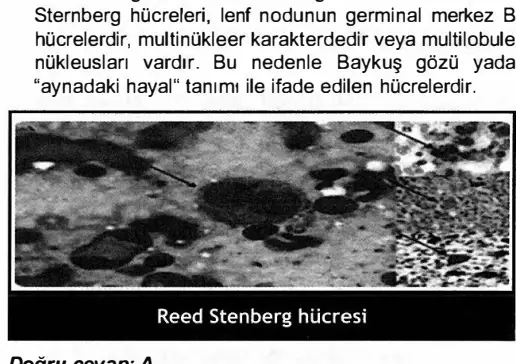 Sternberg hücreleri, lenf nodunun germinal merkez B
hücrelerdir, multinükleer karakterdedir veya multilobule
nükleusları vardır. Bu nedenle Baykuş gözü yada
“aynadaki hayal“ tanımı ile ifade edilen hücrelerdir.
Reed Stenberg hücresi
Doğru cevap: A